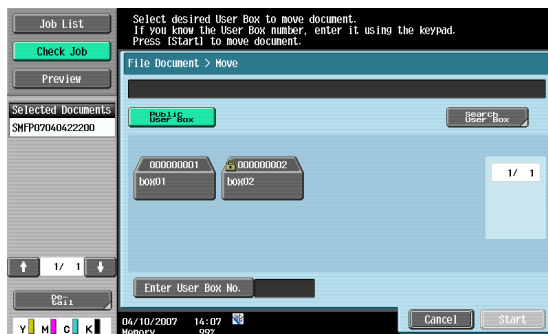 Job List
Check Job
Preview
Selected Documents
SMFP07040422200
1/ 1
De-
tail
Y M C K
Select desired User Box to move document.
If you know the User Box number, enter it using the keypad.
Press [Start] to move document.
File Document > Move
Public
User Box
Search
User Box
000000001
box01
000000002
box02
1/ 1
Enter User Box No.
04/10/2007 14:07
Memory 99%
Cancel
Start